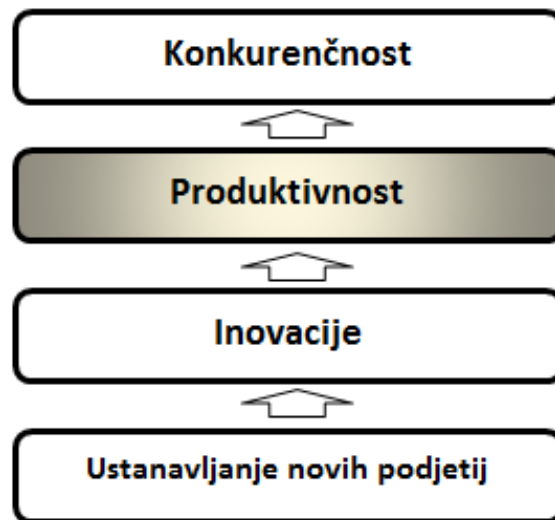 Konkurenčnost
Produktivnost
Inovacije
Ustanavljanje novih podjetij